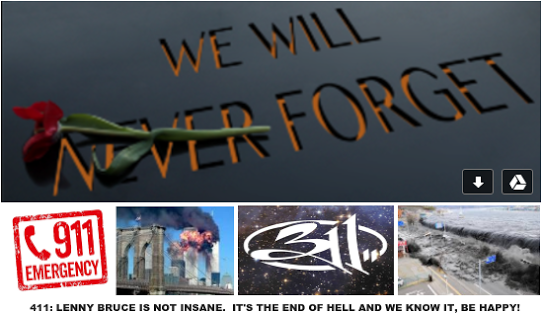 WE WILL
NEVER FORGET
911
EMERGENCY
311
411: LENNY BRUCE IS NOT INSANE. IT'S THE END OF HELL AND WE KNOW IT, BE HAPPY!